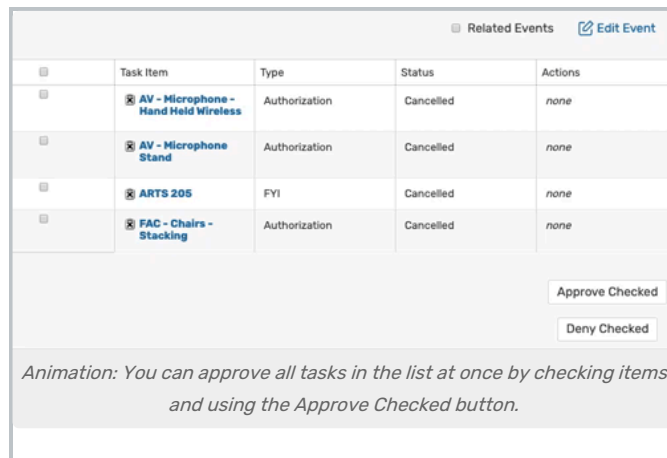 Related Events Edit Event
Task Item Type Status Actions
AV - Microphone - Authorization Cancelled none
Hand Held Wireless
AV - Microphone Authorization Cancelled none
Stand
ARTS 205 FYI Cancelled none
FAC - Chairs - Authorization Cancelled none
Stacking
Approve Checked
Deny Checked
Animation: You can approve all tasks in the list at once by checking items
and using the Approve Checked button.